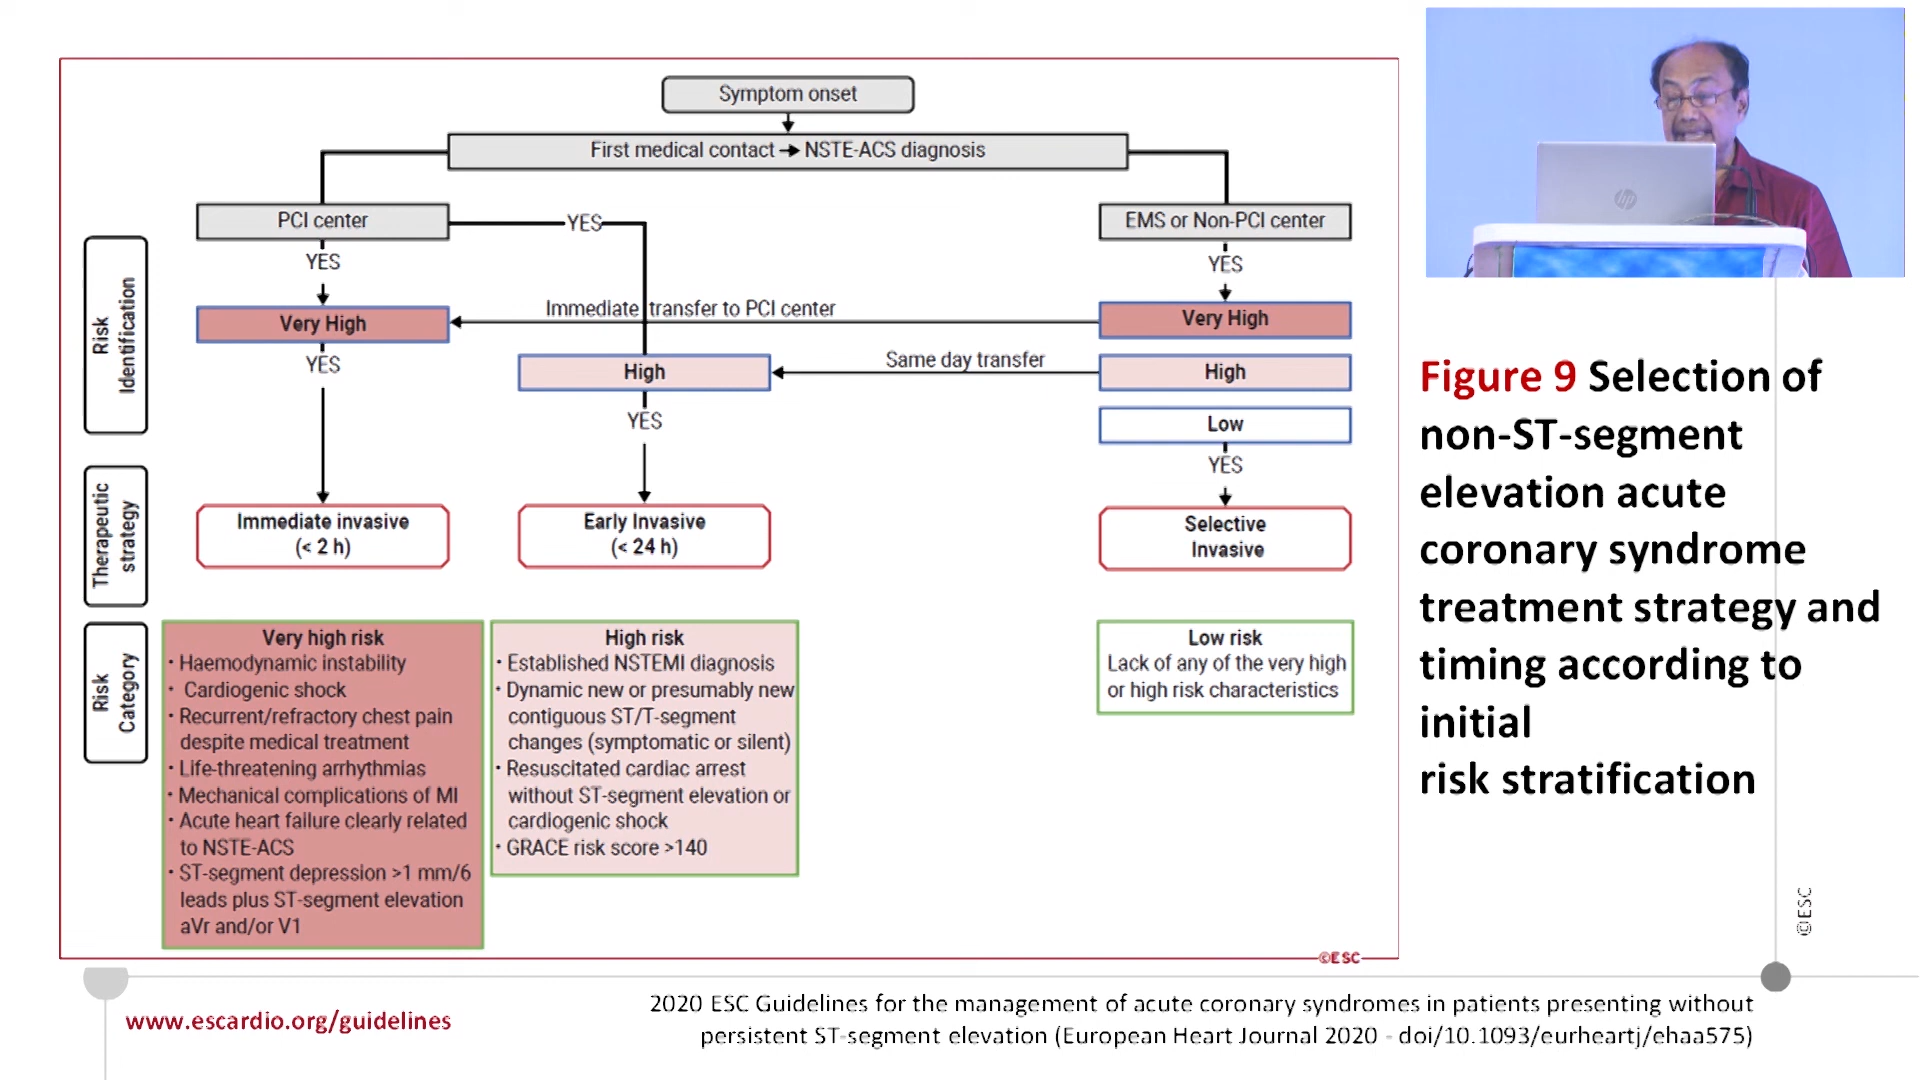 Symptom onset
First medical contact → NSTE-ACS diagnosis
PCI center
YES
EMS or Non-PCI center
YES
YES
Risk
Identification
Very High
Immediate transfer to PCI center
Very High
YES
High
Same day transfer
High
YES
Low
YES
Therapeutic
strategy
Immediate invasive
(< 2 h)
Early Invasive
(< 24 h)
Selective
Invasive
Risk
Category
Very high risk
· Haemodynamic instability
· Cardiogenic shock
· Recurrent/refractory chest pain
despite medical treatment
· Life-threatening arrhythmias
· Mechanical complications of MI
· Acute heart failure clearly related
to NSTE-ACS
· ST-segment depression >1 mm/6
leads plus ST-segment elevation
aVr and/or V1
High risk
· Established NSTEMI diagnosis
· Dynamic new or presumably new
contiguous ST/T-segment
changes (symptomatic or silent)
· Resuscitated cardiac arrest
without ST-segment elevation or
cardiogenic shock
· GRACE risk score >140
Low risk
Lack of any of the very high
or high risk characteristics
©ESC
hp
Figure 9 Selection of
non-ST-segment
elevation acute
coronary syndrome
treatment strategy and
timing according to
initial
risk stratification
©ESC
www.escardio.org/guidelines
2020 ESC Guidelines for the management of acute coronary syndromes in patients presenting without
persistent ST-segment elevation (European Heart Journal 2020 - doi/10.1093/eurheartj/ehaa575)